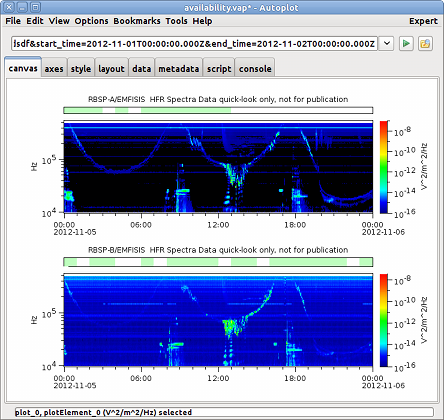 availability.vap* - Autoplot
File Edit View Options Bookmarks Tools Help Expert
lsdf&start_time=2012-11-01T00:00:00.000Z&end_time=2012-11-02T00:00:00.000Z
canvas axes style layout data metadata script console
RBSP-A/EMFISIS HFR Spectra Data quick-look only, not for publication
Hz
10^5
10^4
00:00 06:00 12:00 18:00 00:00
2012-11-05 2012-11-06
10^-8
10^-10
10^-12
10^-14
10^-16
V^2/m^2/Hz
RBSP-B/EMFISIS HFR Spectra Data quick-look only, not for publication
Hz
10^5
10^4
00:00 06:00 12:00 18:00 00:00
2012-11-05 2012-11-06
10^-8
10^-10
10^-12
10^-14
10^-16
V^2/m^2/Hz
plot_0, plotElement_0 (V^2/m^2/Hz) selected